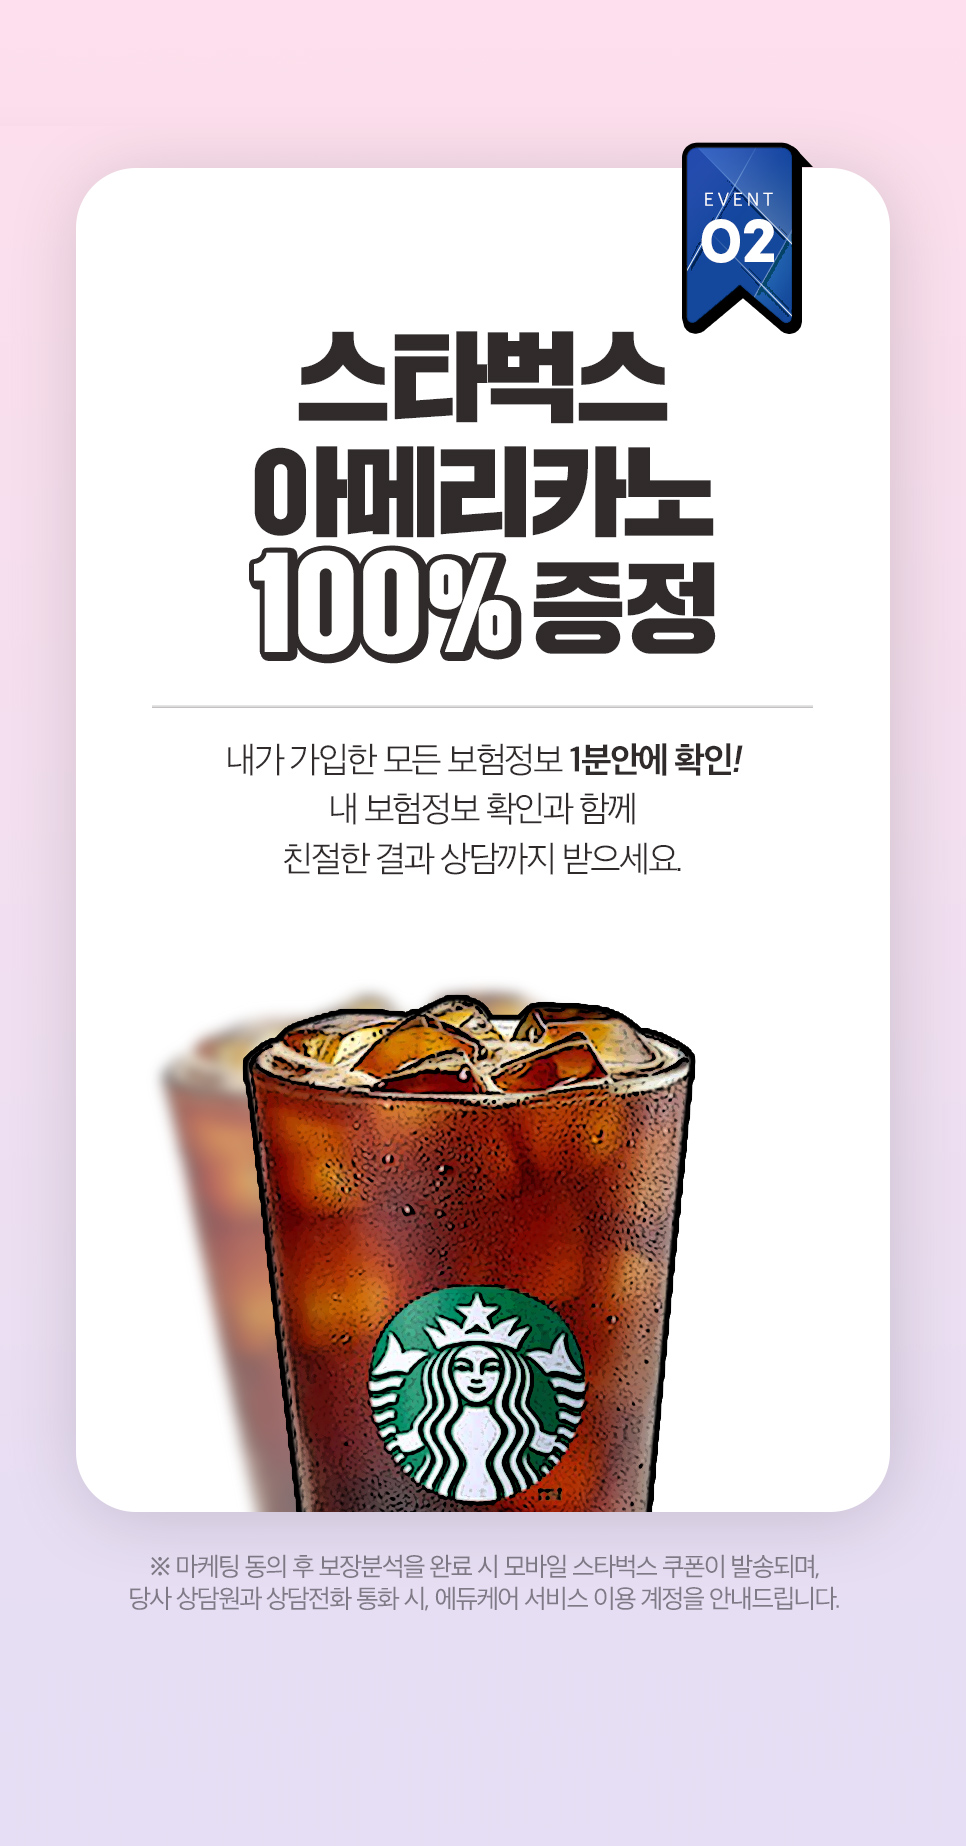 EVENT
02
스타벅스
아메리카노
100% 증정
내가 가입한 모든 보험정보 1분안에 확인!
내 보험정보 확인과 함께
친절한 결과 상담까지 받으세요.
※ 마케팅 동의 후 보장분석을 완료 시 모바일 스타벅스 쿠폰이 발송되며,
당사 상담원과 상담전화 통화 시, 에듀케어 서비스 이용 계정을 안내드립니다.